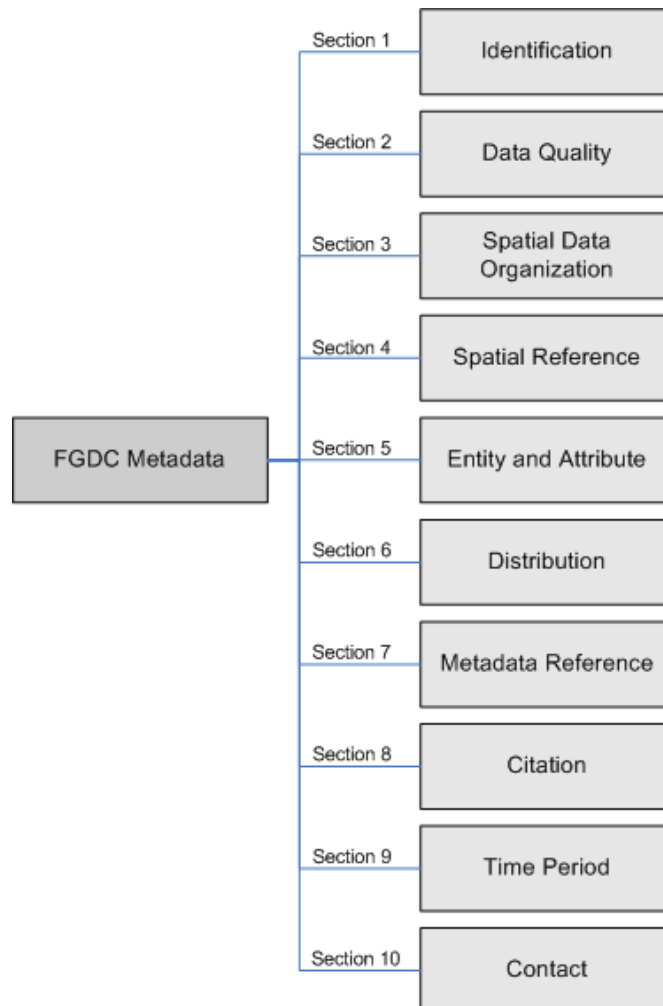 Section 1
Identification
Section 2
Data Quality
Section 3
Spatial Data
Organization
Section 4
Spatial Reference
FGDC Metadata
Section 5
Entity and Attribute
Section 6
Distribution
Section 7
Metadata Reference
Section 8
Citation
Section 9
Time Period
Section 10
Contact